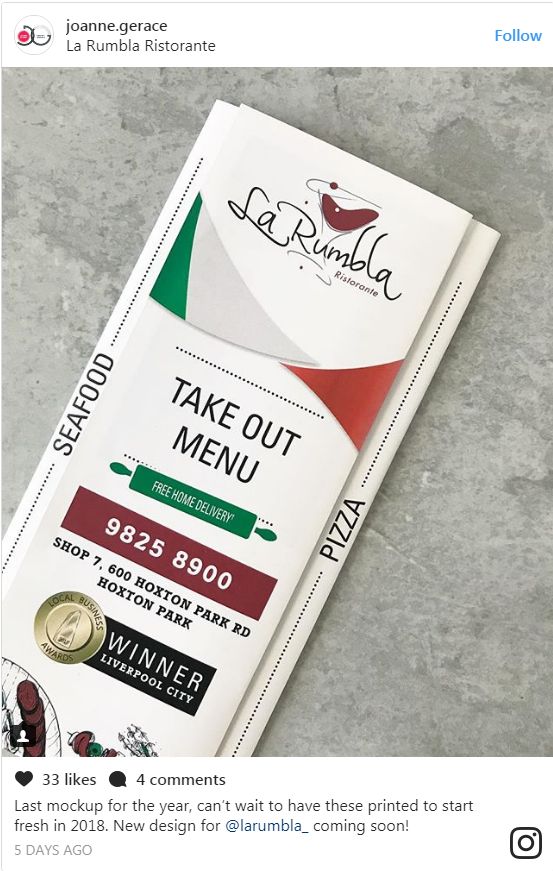 joanne.gerace
La Rumbla Ristorante
Follow
La Rumbla
Ristorante
SEAFOOD
TAKE OUT
MENU
FREE HOME DELIVERY*
9825 8900
SHOP 7, 600 HOXTON PARK RD
HOXTON PARK
PIZZA
LOCAL BUSINESS
AWARDS
WINNER
LIVERPOOL CITY
33 likes
4 comments
Last mockup for the year, can't wait to have these printed to start
fresh in 2018. New design for @larumbla_ coming soon!
5 DAYS AGO